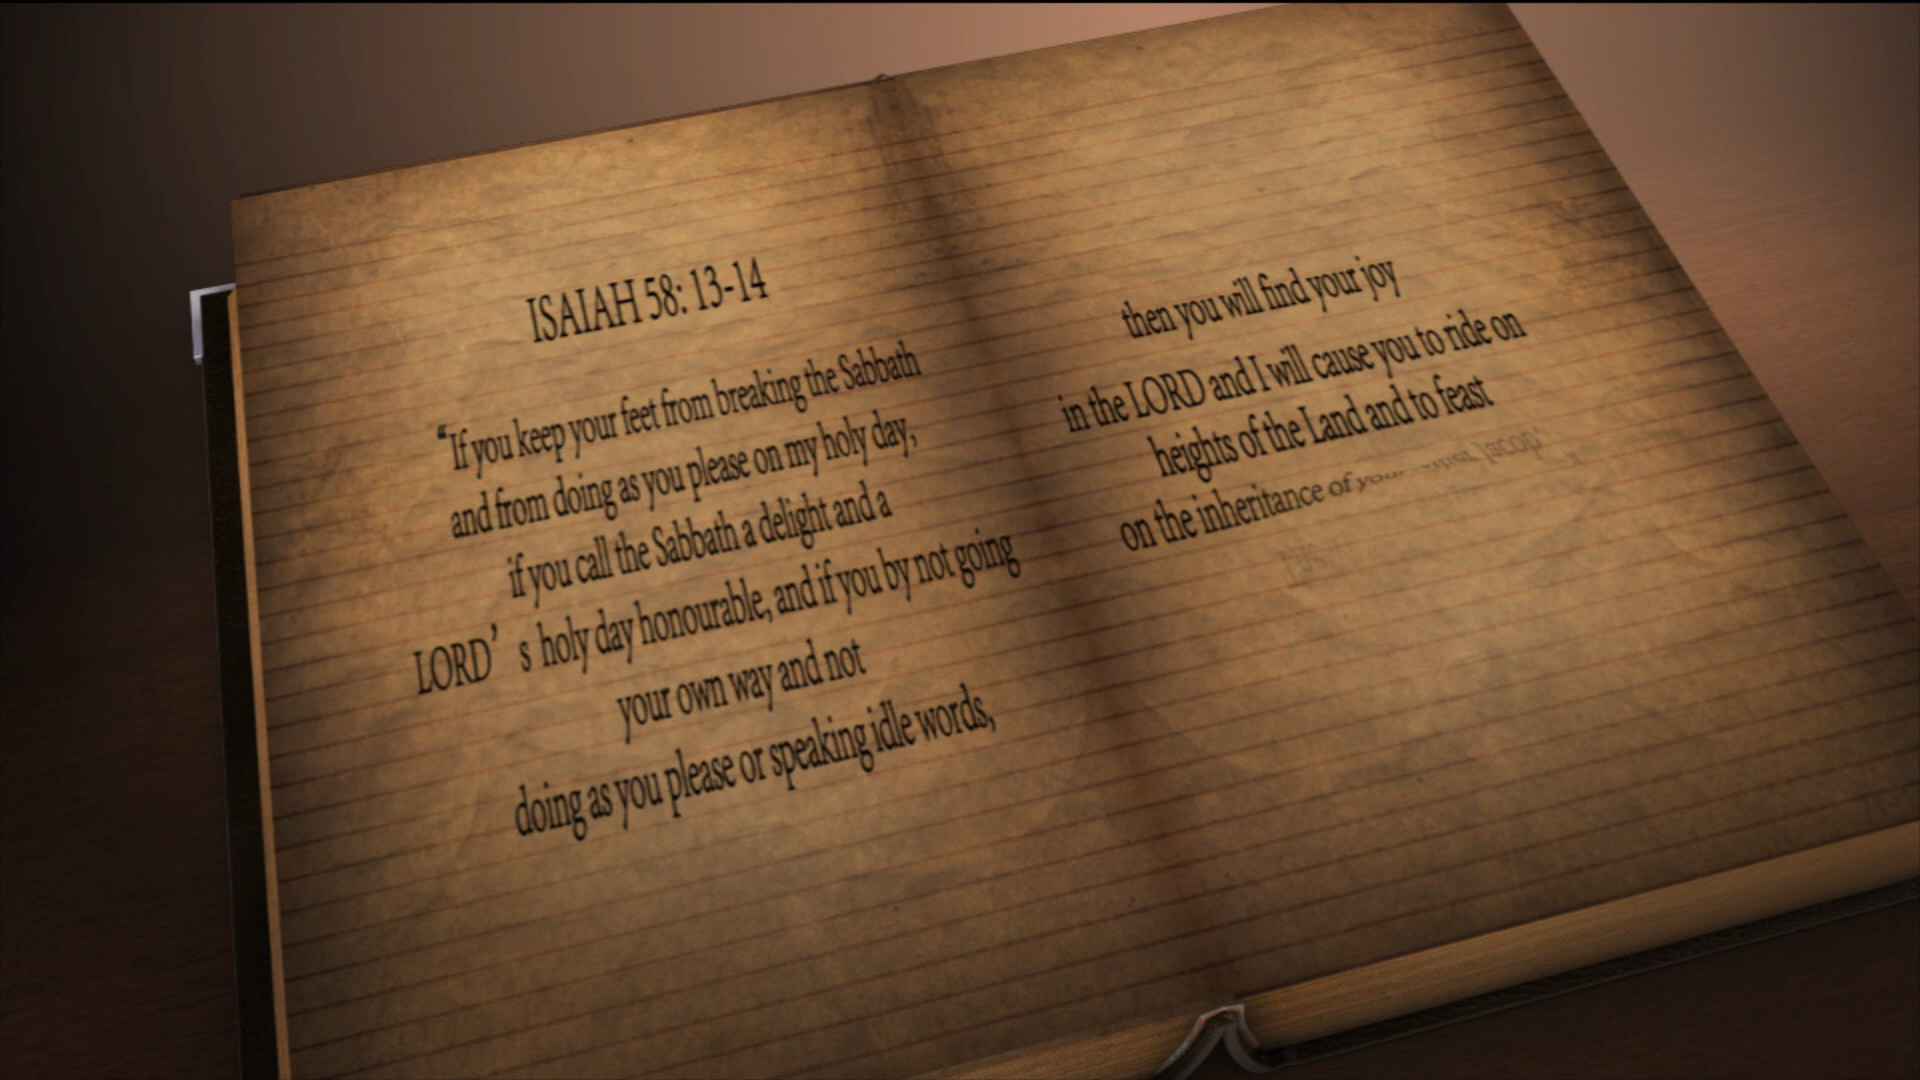 ISAIAH 58: 13-14
“If you keep your feet from breaking the Sabbath
and from doing as you please on my holy day,
if you call the Sabbath a delight and a
LORD’ s holy day honourable, and if you by not going
your own way and not
doing as you please or speaking idle words,
then you will find your joy
in the LORD and I will cause you to ride on
heights of the Land and to feast
on the inheritance of